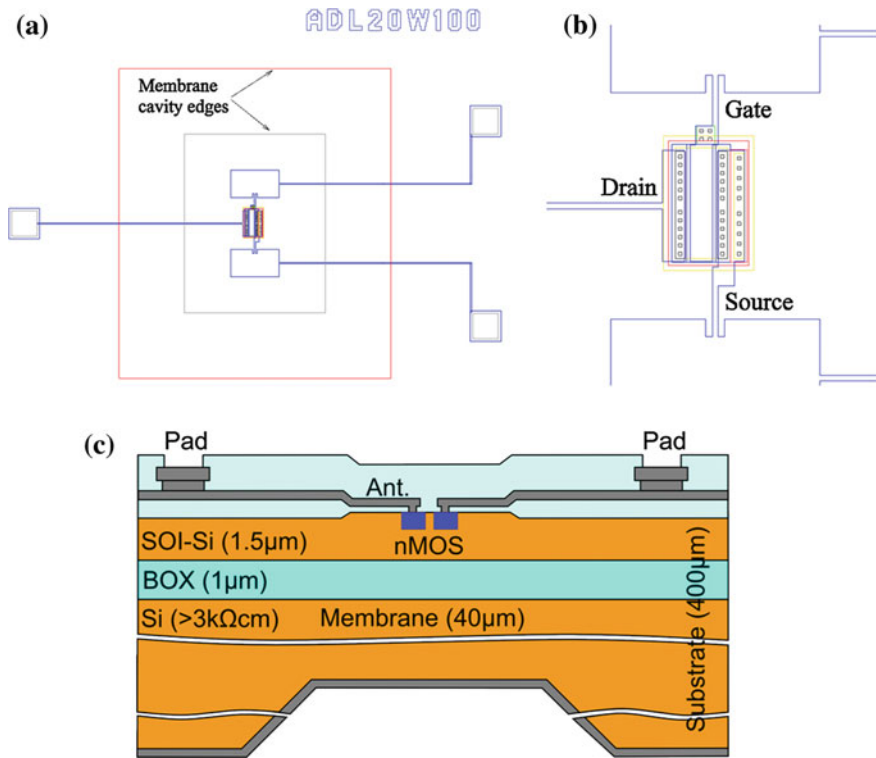 (a)
ADL20W100
Membrane
cavity edges
(b)
Gate
Drain
Source
(c)
Pad
Pad
Ant.
SOI-Si (1.5µm)
nMOS
BOX (1µm)
Si (>3kΩcm)
Membrane (40µm)
Substrate (400µm)